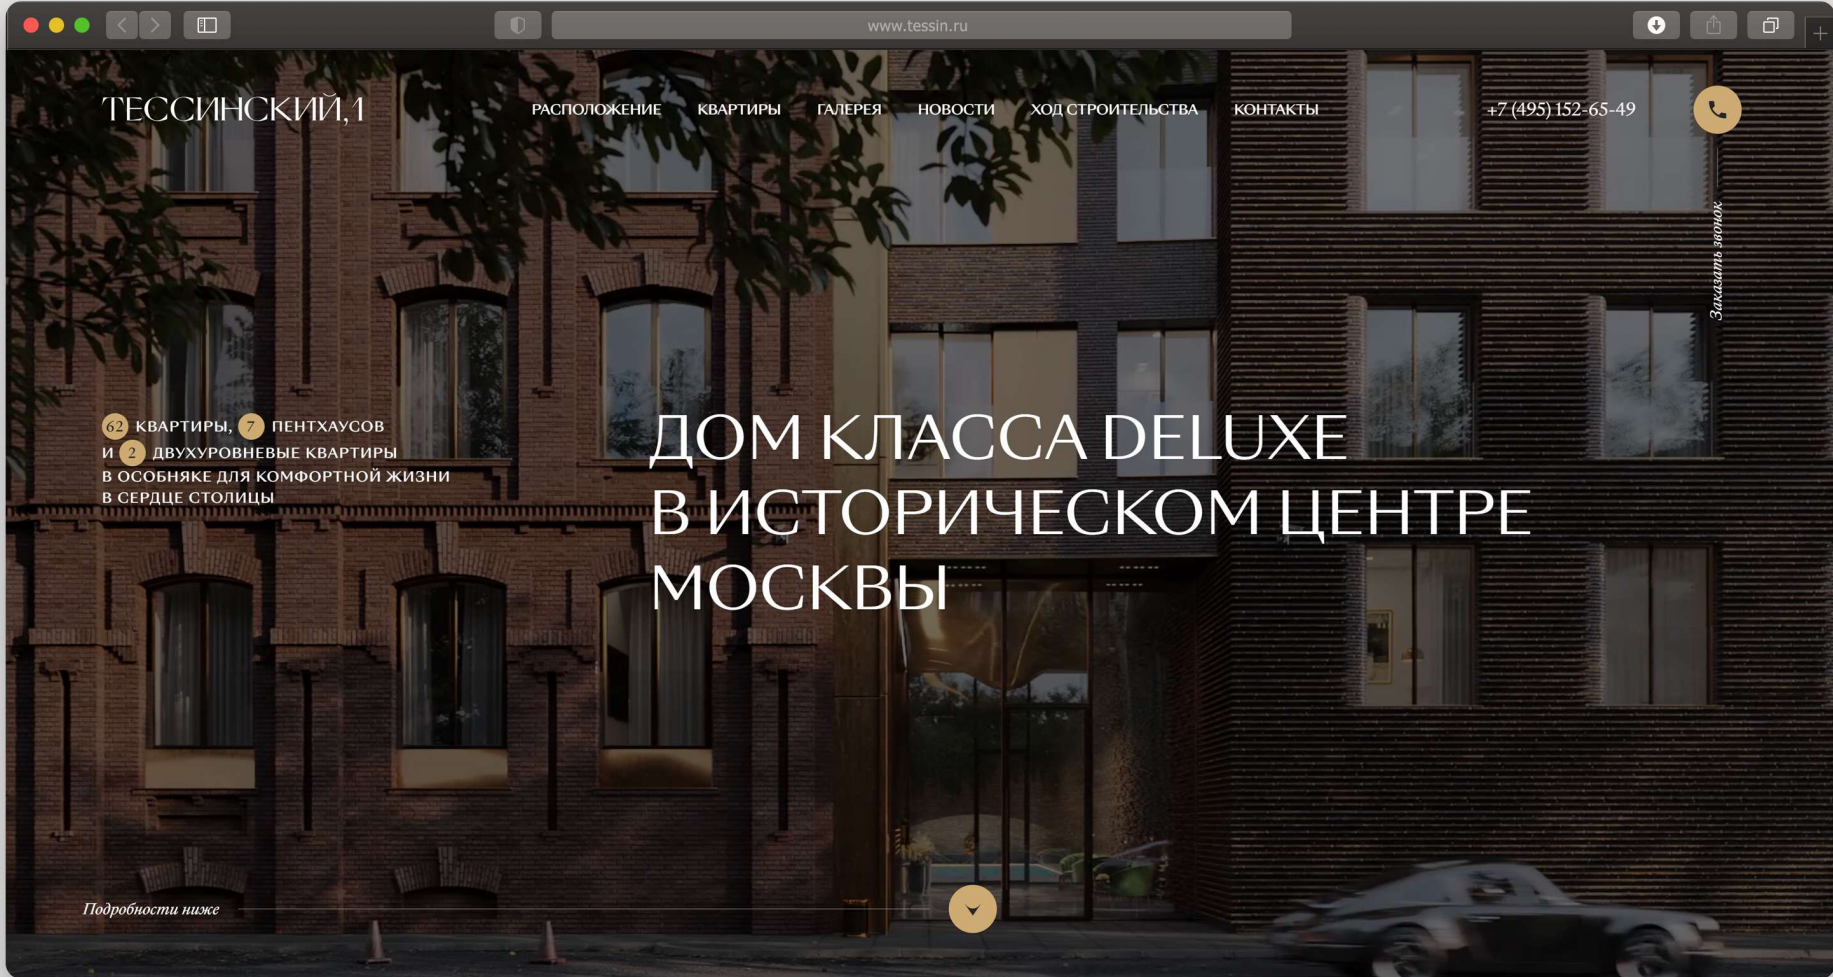 www.tessin.ru
ТЕССИНСКИЙ,1
РАСПОЛОЖЕНИЕ КВАРТИРЫ ГАЛЕРЕЯ НОВОСТИ ХОД СТРОИТЕЛЬСТВА КОНТАКТЫ
+7 (495) 152-65-49
Заказать звонок
62 КВАРТИРЫ, 7 ПЕНТХАУСОВ
И 2 ДВУХУРОВНЕВЫЕ КВАРТИРЫ
В ОСОБНЯКЕ ДЛЯ КОМФОРТНОЙ ЖИЗНИ
В СЕРДЦЕ СТОЛИЦЫ
ДОМ КЛАССА DELUXE
В ИСТОРИЧЕСКОМ ЦЕНТРЕ
МОСКВЫ
Подробности ниже